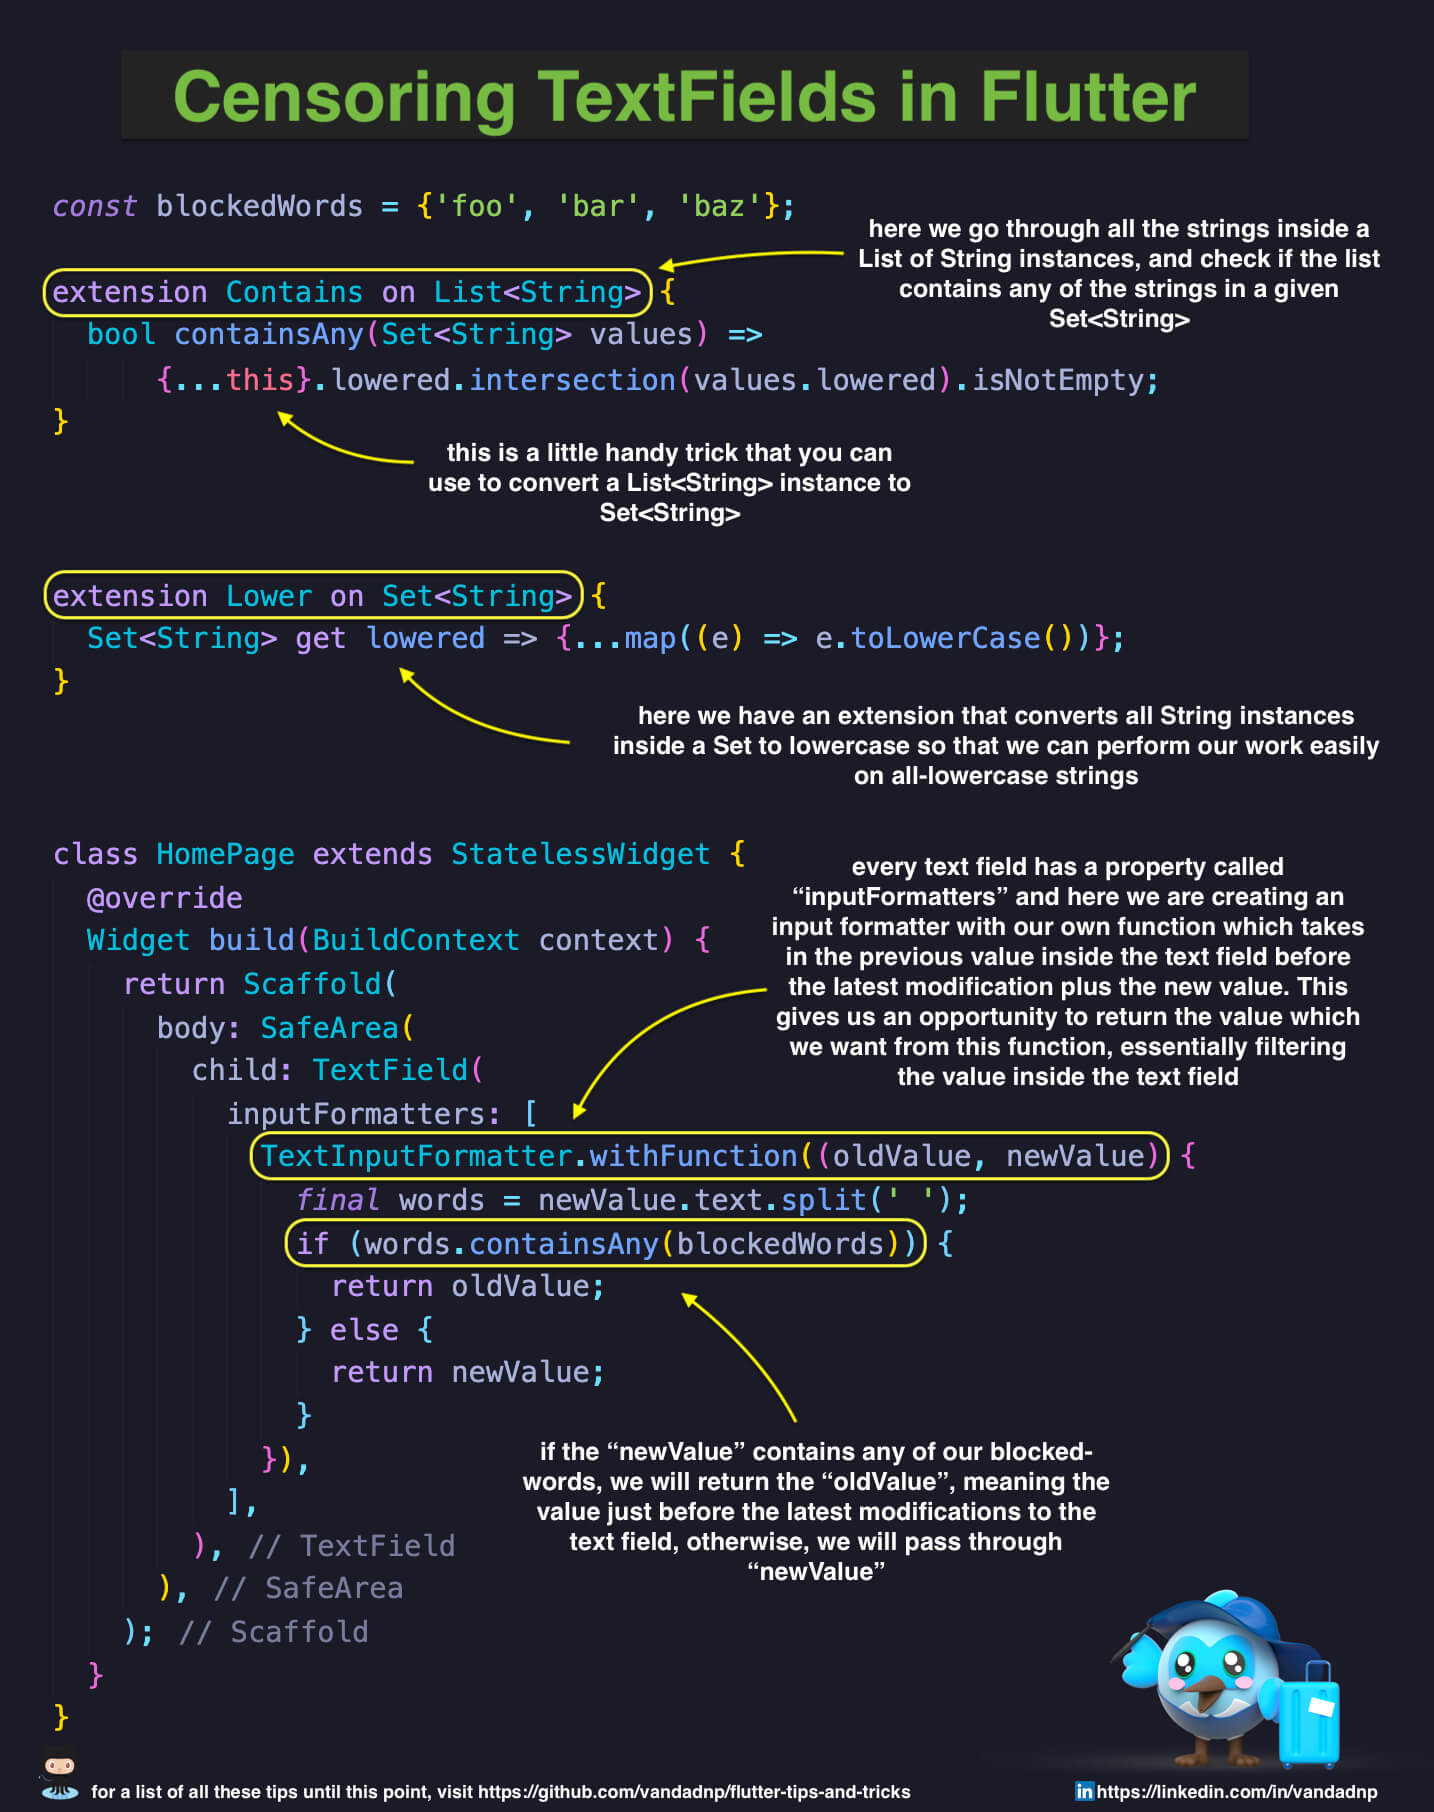 Censoring TextFields in Flutter
const blockedWords = {'foo', 'bar', 'baz'};
here we go through all the strings inside a
List of String instances, and check if the list
contains any of the strings in a given
Set<String>
extension Contains on List<String> {
bool containsAny(Set<String> values) =>
{...this}.lowered.intersection(values.lowered).isNotEmpty;
}
this is a little handy trick that you can
use to convert a List<String> instance to
Set<String>
extension Lower on Set<String> {
Set<String> get lowered => {...map((e) => e.toLowerCase())};
}
here we have an extension that converts all String instances
inside a Set to lowercase so that we can perform our work easily
on all-lowercase strings
class HomePage extends StatelessWidget {
@override
Widget build(BuildContext context) {
return Scaffold(
body: SafeArea(
child: TextField(
inputFormatters: [
every text field has a property called
“inputFormatters” and here we are creating an
input formatter with our own function which takes
in the previous value inside the text field before
the latest modification plus the new value. This
gives us an opportunity to return the value which
we want from this function, essentially filtering
the value inside the text field
TextInputFormatter.withFunction((oldValue, newValue) {
final words = newValue.text.split(' ');
if (words.containsAny(blockedWords)) {
return oldValue;
} else {
return newValue;
}
}),
],
), // TextField
), // SafeArea
); // Scaffold
}
}
if the “newValue” contains any of our blocked-
words, we will return the “oldValue”, meaning the
value just before the latest modifications to the
text field, otherwise, we will pass through
“newValue”
for a list of all these tips until this point, visit https://github.com/vandadnp/flutter-tips-and-tricks
in https://linkedin.com/in/vandadnp